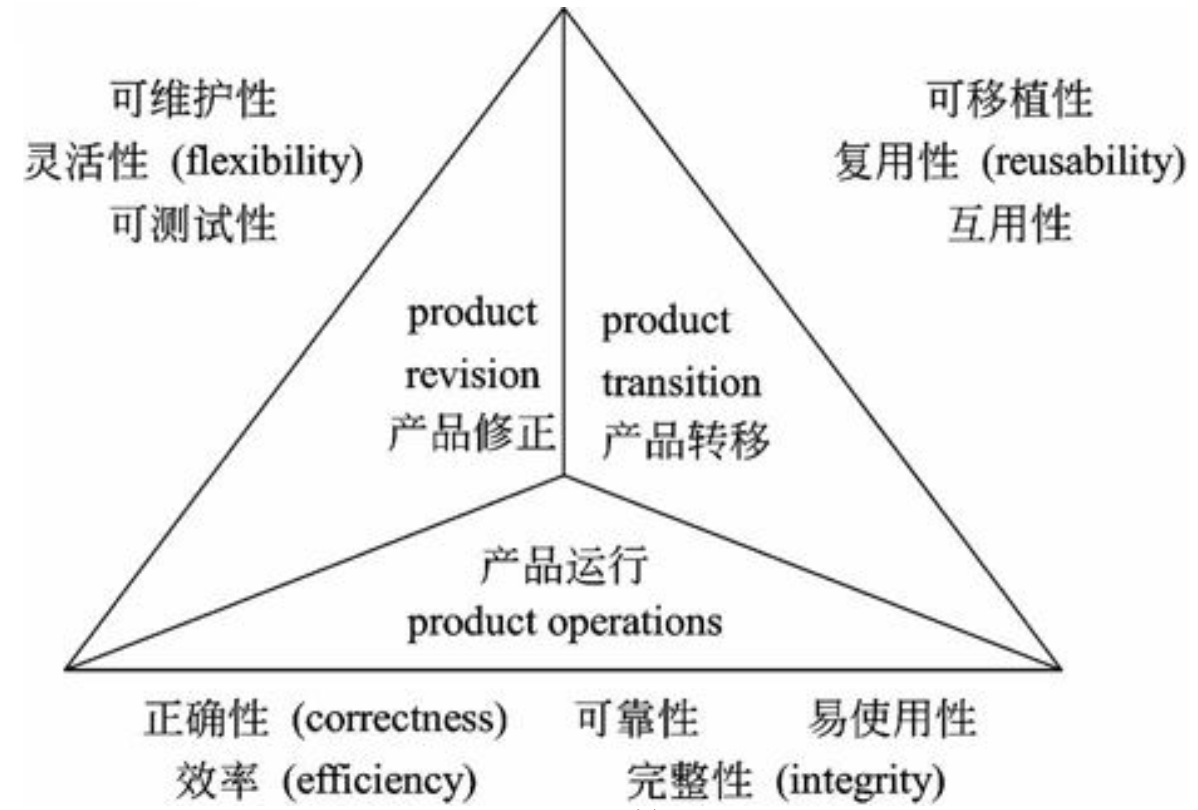 可维护性
灵活性 (flexibility)
可测试性
可移植性
复用性 (reusability)
互用性
product
revision
产品修正
product
transition
产品转移
产品运行
product operations
正确性 (correctness) 可靠性 易使用性
效率 (efficiency) 完整性 (integrity)